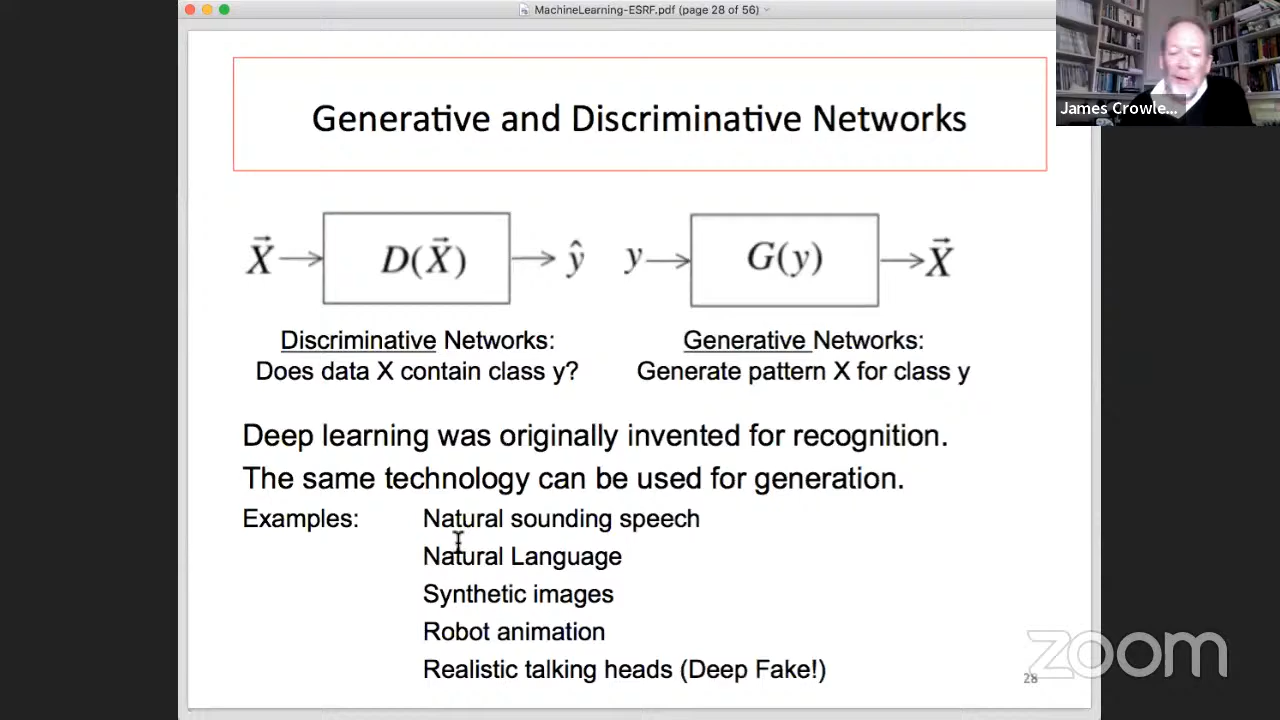 MachineLearning-ESRF.pdf (page 28 of 56)
James Crowle...
Generative and Discriminative Networks
X⃗ → D(X⃗) → ŷ
y → G(y) → X⃗
Discriminative Networks:
Does data X contain class y?
Generative Networks:
Generate pattern X for class y
Deep learning was originally invented for recognition.
The same technology can be used for generation.
Examples: Natural sounding speech
Natural Language
Synthetic images
Robot animation
Realistic talking heads (Deep Fake!)
zoom
28